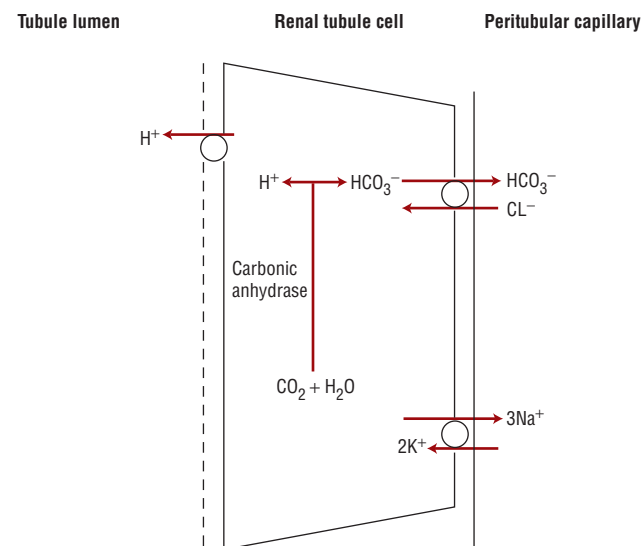 Tubule lumen
Renal tubule cell
Peritubular capillary
H⁺
H⁺
HCO₃⁻
HCO₃⁻
CL⁻
Carbonic
anhydrase
CO₂ + H₂O
3Na⁺
2K⁺